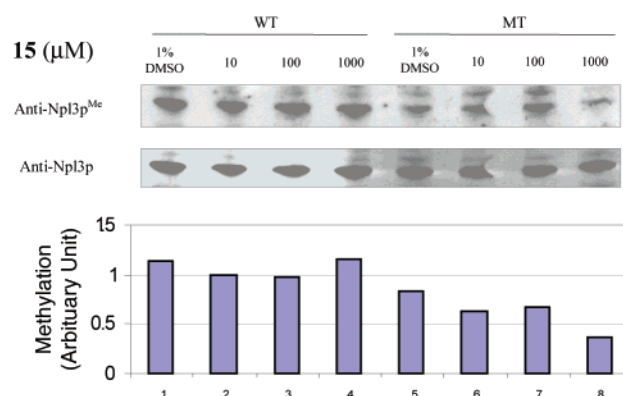 WT MT
15 (µM)
1% DMSO 10 100 1000 1% DMSO 10 100 1000
Anti-Npl3p^Me
Anti-Npl3p
Methylation
(Arbituary Unit)
15
1
0.5
0
1 2 3 4 5 6 7 8